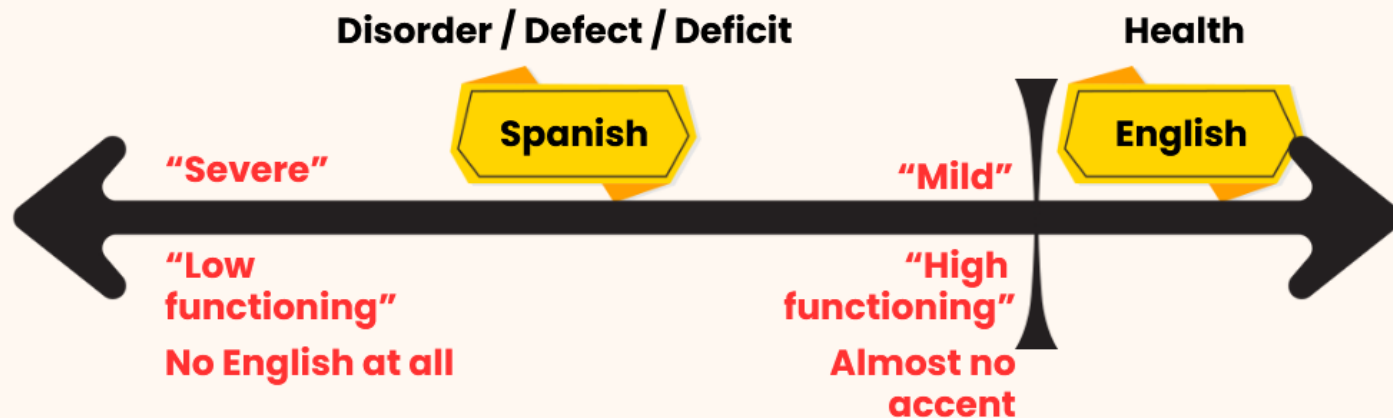 Disorder / Defect / Deficit
Health
Spanish
English
“Severe”
“Mild”
“Low
functioning”
“High
functioning”
No English at all
Almost no
accent